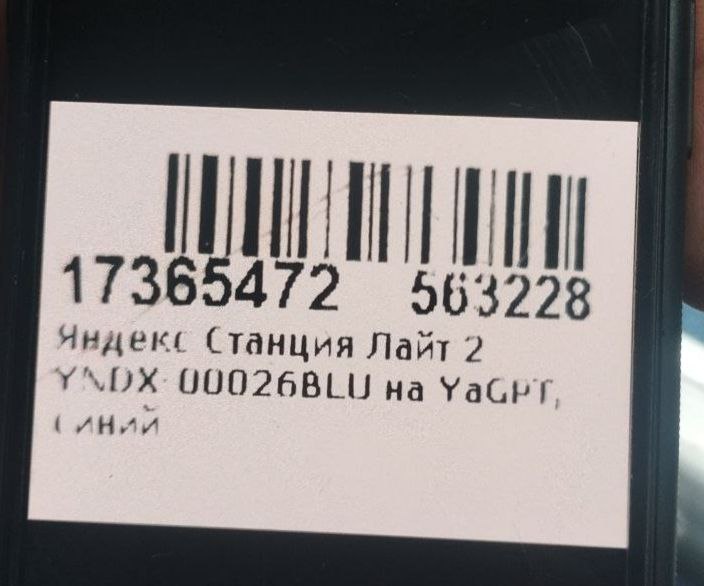 17365472 563228
Яндекс Станция Лайт 2
YNDX-00026BLU на YaGPT,
синий